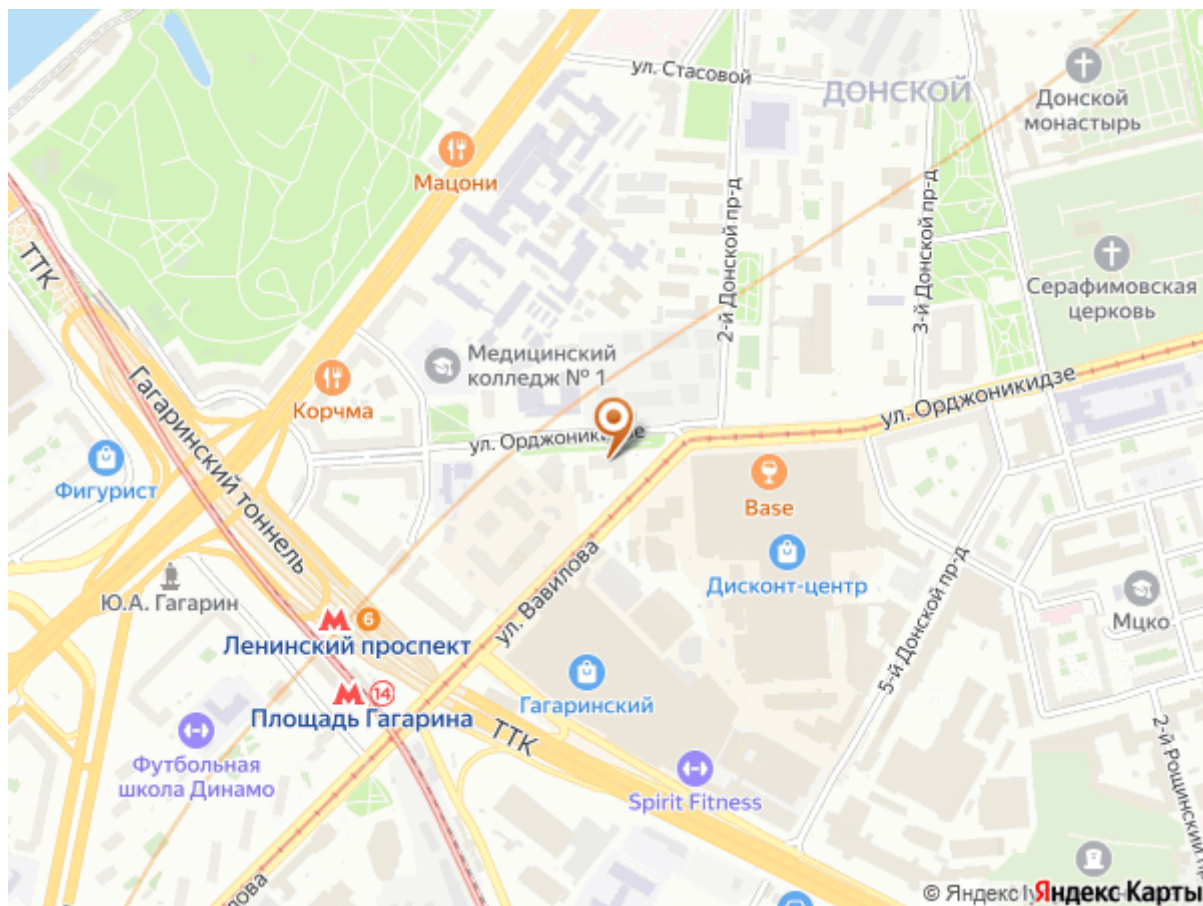 ул. Стасовой
ДОНСКОЙ
Донской
монастырь
Мацони
ТТК
2-й Донской пр-д
3-й Донской пр-д
Серафимовская
церковь
Медицинский
колледж № 1
Корчма
Гагаринский тоннель
ул. Орджоникидзе
ул. Орджоникидзе
Фигурист
Base
Дисконт-центр
Ю.А. Гагарин
6
Ленинский проспект
ул. Вавилова
5-й Донской пр-д
Мцко
14
Площадь Гагарина
Гагаринский
ТТК
Футбольная
школа Динамо
Spirit Fitness
2-й Рощинский
© Яндекс
Яндекс Карты